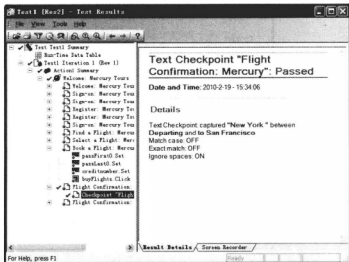 Test1 [Res2] - Test Results
File View Tools Help
Test Test1 Summary
Run-Time Data Table
Test1 Iteration 1 (Row 1)
Action1 Summary
Welcome: Mercury Tours
Welcome: Mercury Tou
Sign-on: Mercury Tou
Sign-on: Mercury Tou
Register: Mercury Tou
Register: Mercury Tou
Sign-on: Mercury Tou
Find a Flight: Mercu
Select a Flight: Mer
Book a Flight: Mercu
passFirst0.Set
passLast0.Set
creditnumber.Set
buyFlights.Click
Flight Confirmation:
Checkpoint "Fligh
Flight Confirmation:
Text Checkpoint "Flight
Confirmation: Mercury": Passed
Date and Time: 2010-2-19 - 15:34:06
Details
Text Checkpoint captured "New York " between
Departing and to San Francisco
Match case: OFF
Exact match: OFF
Ignore spaces: ON
Result Details Screen Recorder
For Help, press F1
Ready